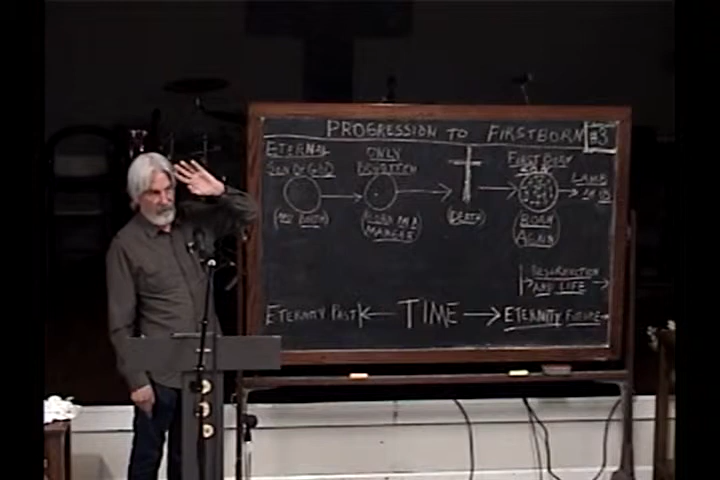 PROGRESSION TO FIRSTBORN #3
ETERNAL
SON OF GOD
(NO BIRTH)
ONLY
BEGOTTEN
BORN IN A
MANGER
(DEATH)
FIRST BORN
BORN
AGAIN
LAMB
RESURRECTION
AND LIFE
ETERNITY PAST TIME ETERNITY FUTURE